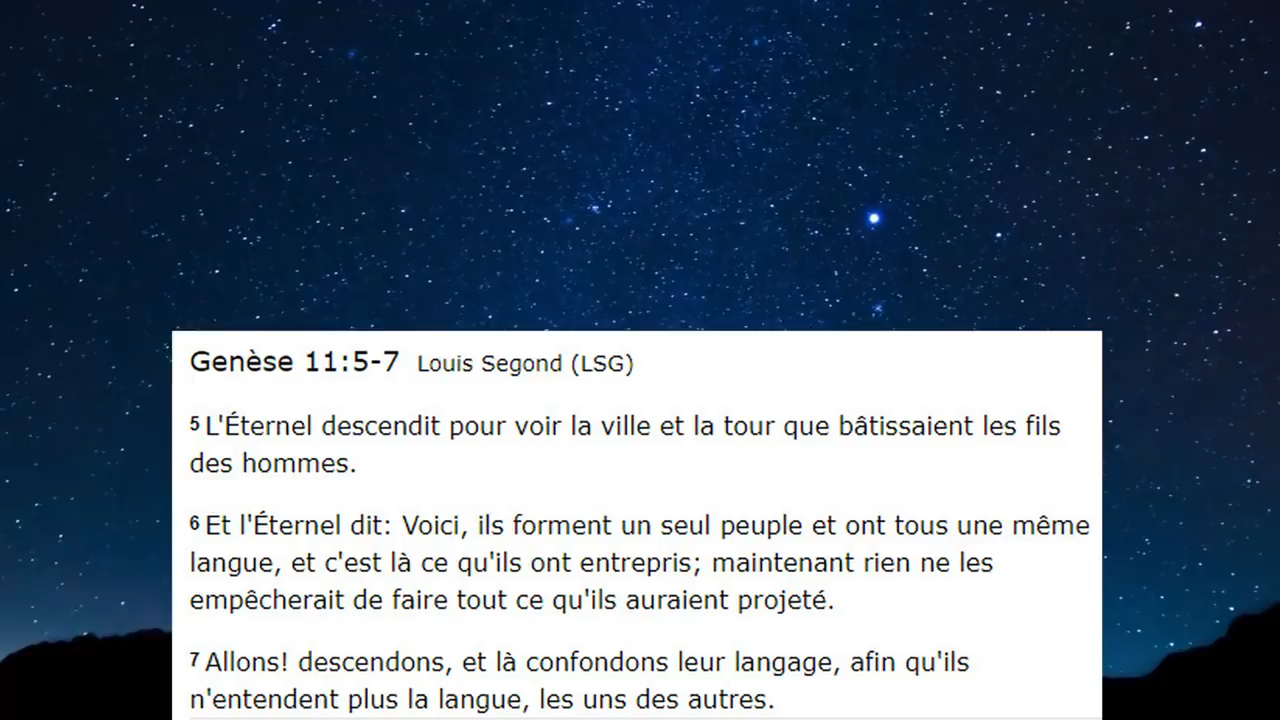 Genèse 11:5-7 Louis Segond (LSG)
5 L'Éternel descendit pour voir la ville et la tour que bâtissaient les fils
des hommes.
6 Et l'Éternel dit: Voici, ils forment un seul peuple et ont tous une même
langue, et c'est là ce qu'ils ont entrepris; maintenant rien ne les
empêcherait de faire tout ce qu'ils auraient projeté.
7 Allons! descendons, et là confondons leur langage, afin qu'ils
n'entendent plus la langue, les uns des autres.